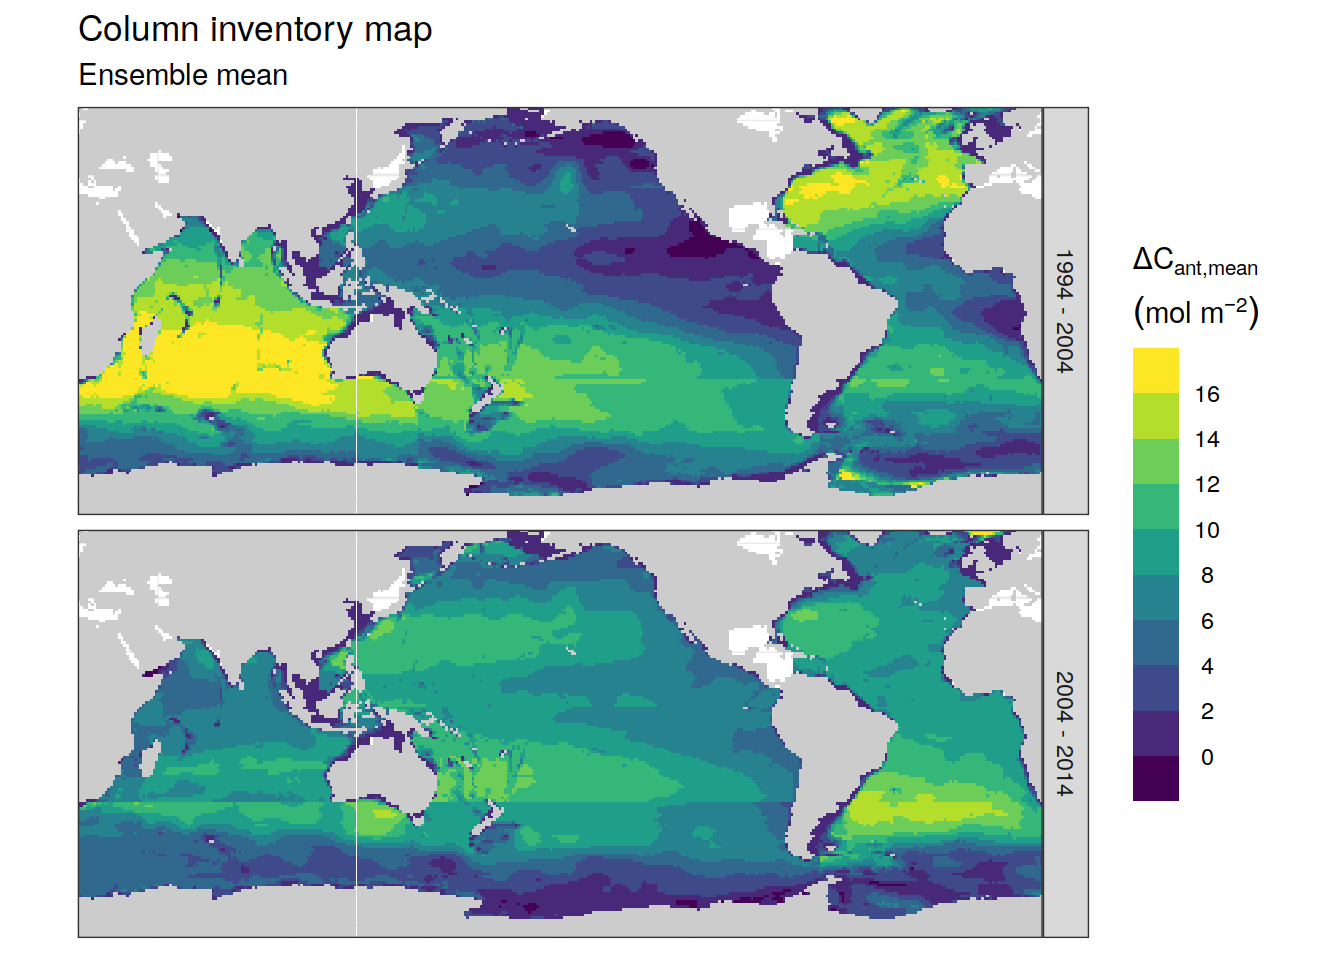 Column inventory map
Ensemble mean
1994 - 2004
2004 - 2014
ΔCant,mean
(mol m−2)
16
14
12
10
8
6
4
2
0